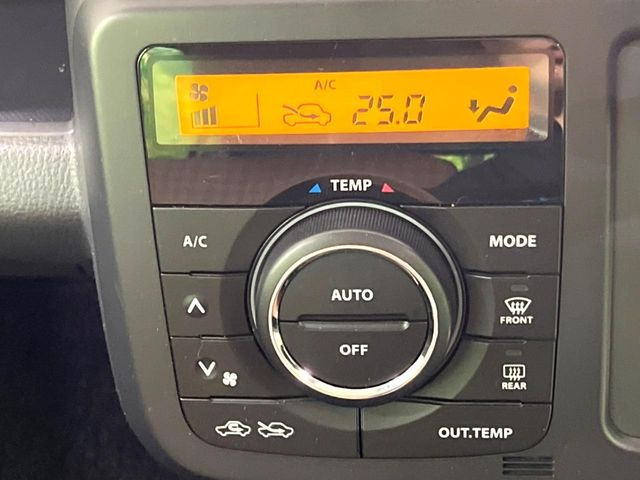 A/C
25.0
TEMP
A/C
MODE
AUTO
FRONT
OFF
REAR
OUT.TEMP